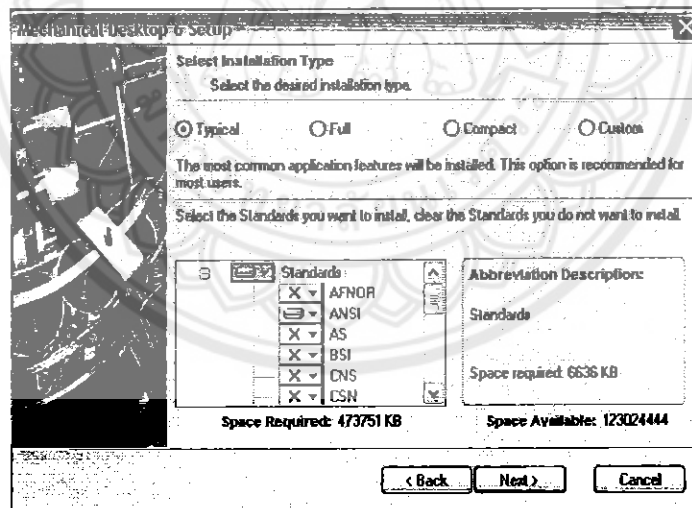 Mechanical Desktop 6 Setup
Select Installation Type
Select the desired installation type.
Typical
Full
Compact
Custom
The most common application features will be installed. This option is recommended for
most users.
Select the Standards you want to install, clear the Standards you do not want to install.
Standards
AFNOR
ANSI
AS
BSI
CNS
CSN
Abbreviation Description:
Standards
Space required: 6636 KB
Space Required: 473751 KB
Space Available: 123024444
< Back
Next >
Cancel